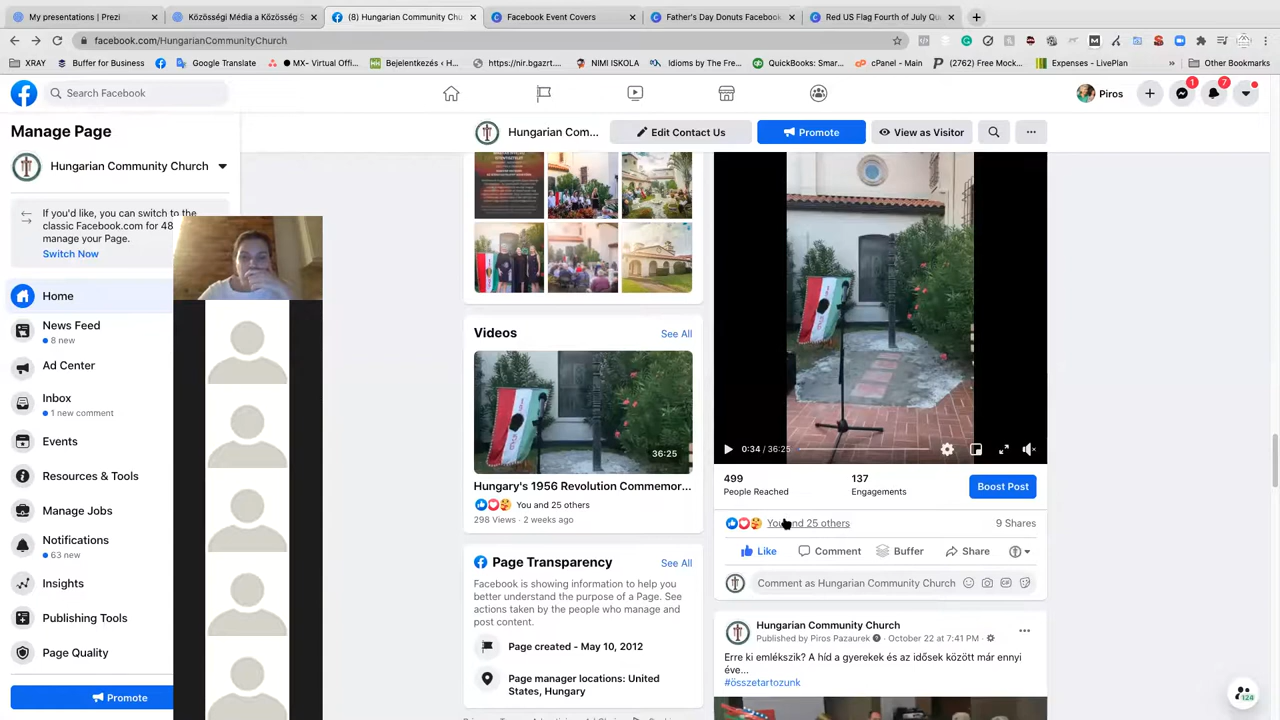 My presentations | Prezi
Közösségi Média a Közösség S
(8) Hungarian Community Chu
Facebook Event Covers
Father's Day Donuts Facebook
Red US Flag Fourth of July Qu
facebook.com/HungarianCommunityChurch
XRAY
Buffer for Business
Google Translate
MX- Virtual Offi...
Bejelentkezés ‹ H...
https://nir.bgazrt....
NIMI ISKOLA
Idioms by The Fre...
QuickBooks: Smar...
cPanel - Main
(2762) Free Mock...
Expenses - LivePlan
Other Bookmarks
Search Facebook
Piros
1
7
Manage Page
Hungarian Com...
Edit Contact Us
Promote
View as Visitor
Hungarian Community Church
If you'd like, you can switch to the
classic Facebook.com for 48
manage your Page.
Switch Now
Home
News Feed
8 new
Ad Center
Inbox
1 new comment
Events
Resources & Tools
Manage Jobs
Notifications
63 new
Insights
Publishing Tools
Page Quality
Promote
Videos
See All
36:25
Hungary's 1956 Revolution Commemor...
You and 25 others
298 Views · 2 weeks ago
Page Transparency
See All
Facebook is showing information to help you
better understand the purpose of a Page. See
actions taken by the people who manage and
post content.
Page created - May 10, 2012
Page manager locations: United
States, Hungary
0:34 / 36:25
499
People Reached
137
Engagements
Boost Post
You and 25 others
9 Shares
Like
Comment
Buffer
Share
Comment as Hungarian Community Church
Hungarian Community Church
Published by Piros Pazaurek · October 22 at 7:41 PM ·
Erre ki emlékszik? A híd a gyerekek és az idősek között már ennyi
éve...
#összetartozunk
124